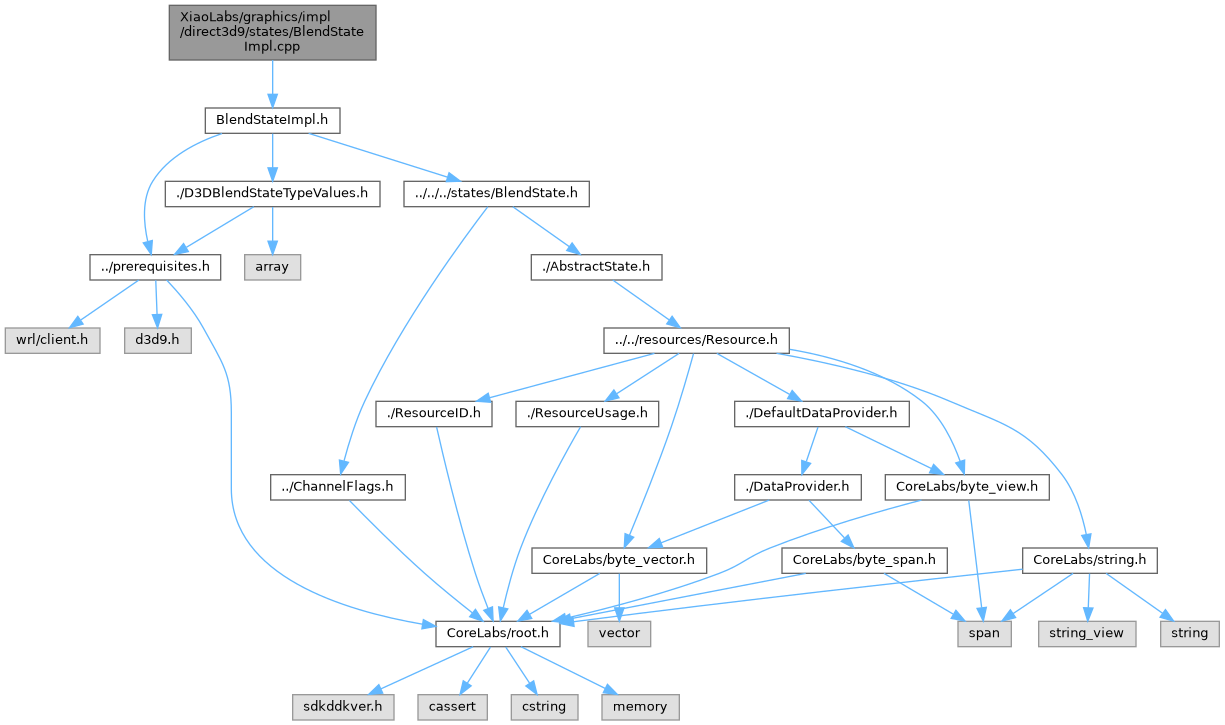 XiaoLabs/graphics/impl
/direct3d9/states/BlendState
Impl.cpp
BlendStateImpl.h
./D3DBlendStateTypeValues.h
../../../states/BlendState.h
../prerequisites.h
array
./AbstractState.h
wrl/client.h
d3d9.h
../../resources/Resource.h
./ResourceID.h
./ResourceUsage.h
./DefaultDataProvider.h
../ChannelFlags.h
./DataProvider.h
CoreLabs/byte_view.h
CoreLabs/byte_vector.h
CoreLabs/byte_span.h
CoreLabs/string.h
CoreLabs/root.h
vector
span
string_view
string
sdkddkver.h
cassert
cstring
memory